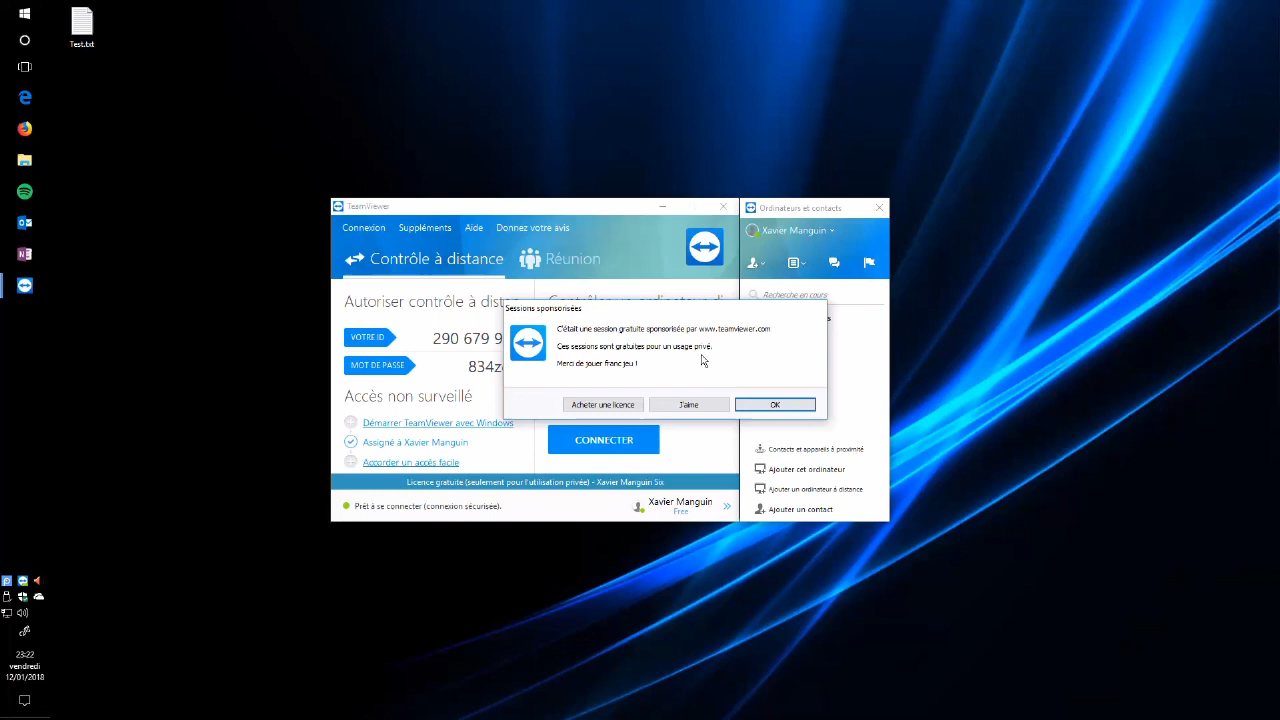 Test.txt
TeamViewer
Connexion Suppléments Aide Donnez votre avis
Contrôle à distance Réunion
Autoriser contrôle à
VOTRE ID 290 679 9
MOT DE PASSE
Accès non surveillé
Démarrer TeamViewer avec Windows
Assigné à Xavier Manguin
Accorder un accès facile
CONNECTER
Licence gratuite (seulement pour l'utilisation privée) - Xavier Manguin Six
Prêt à se connecter (connexion sécurisée).
Xavier Manguin
Free
Sessions sponsorisées
C'était une session gratuite sponsorisée par www.teamviewer.com
Ces sessions sont gratuites pour un usage privé.
Merci de jouer franc jeu !
Acheter une licence J'aime OK
Ordinateurs et contacts
Xavier Manguin
Recherche en cours
Contacts et appareils à proximité
Ajouter cet ordinateur
Ajouter un ordinateur à distance
Ajouter un contact
23:22
vendredi
12/01/2018